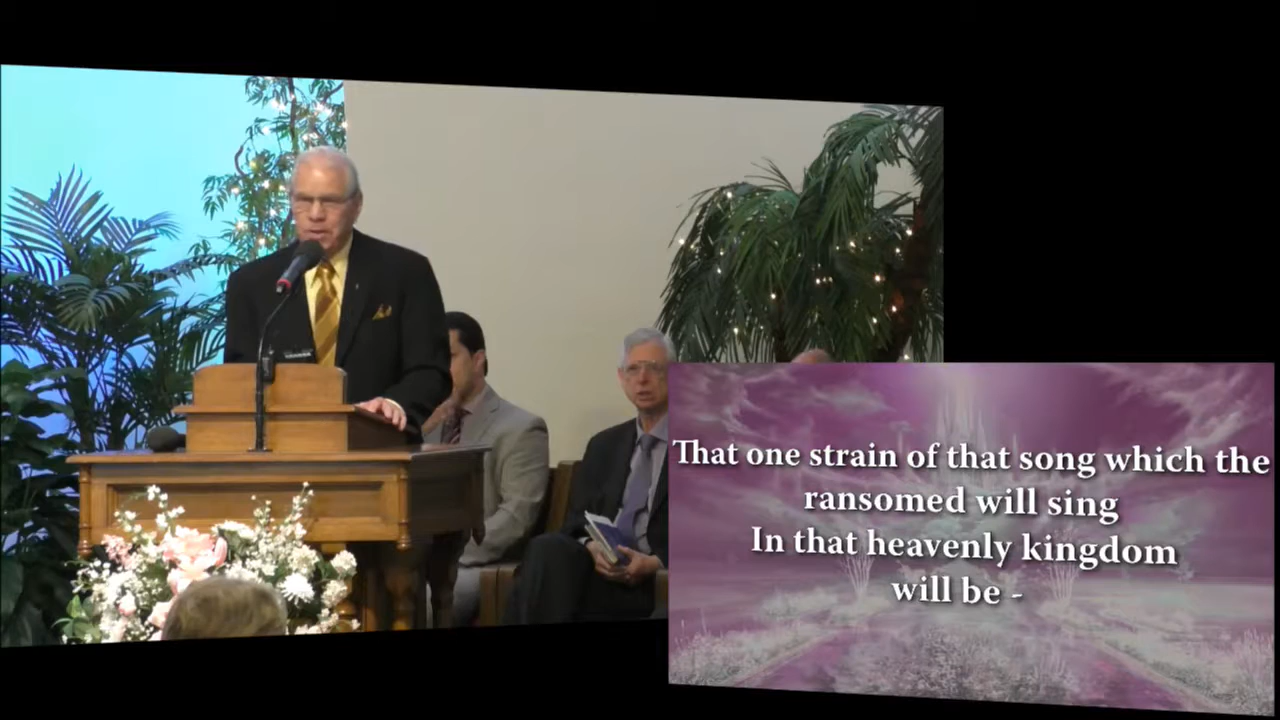 That one strain of that song which the
ransomed will sing
In that heavenly kingdom
will be -